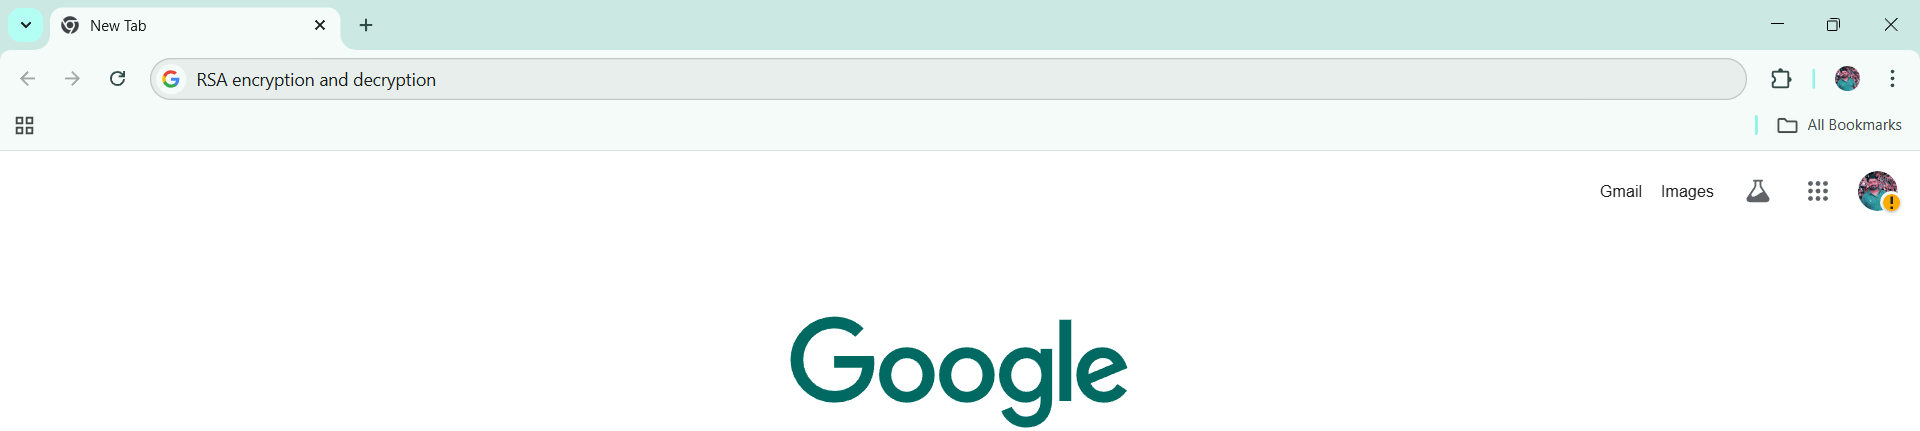 New Tab
RSA encryption and decryption
All Bookmarks
Gmail Images
Google